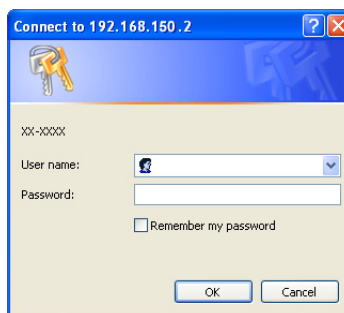 Connect to 192.168.150.2
XX-XXXX
User name:
Password:
Remember my password
OK Cancel